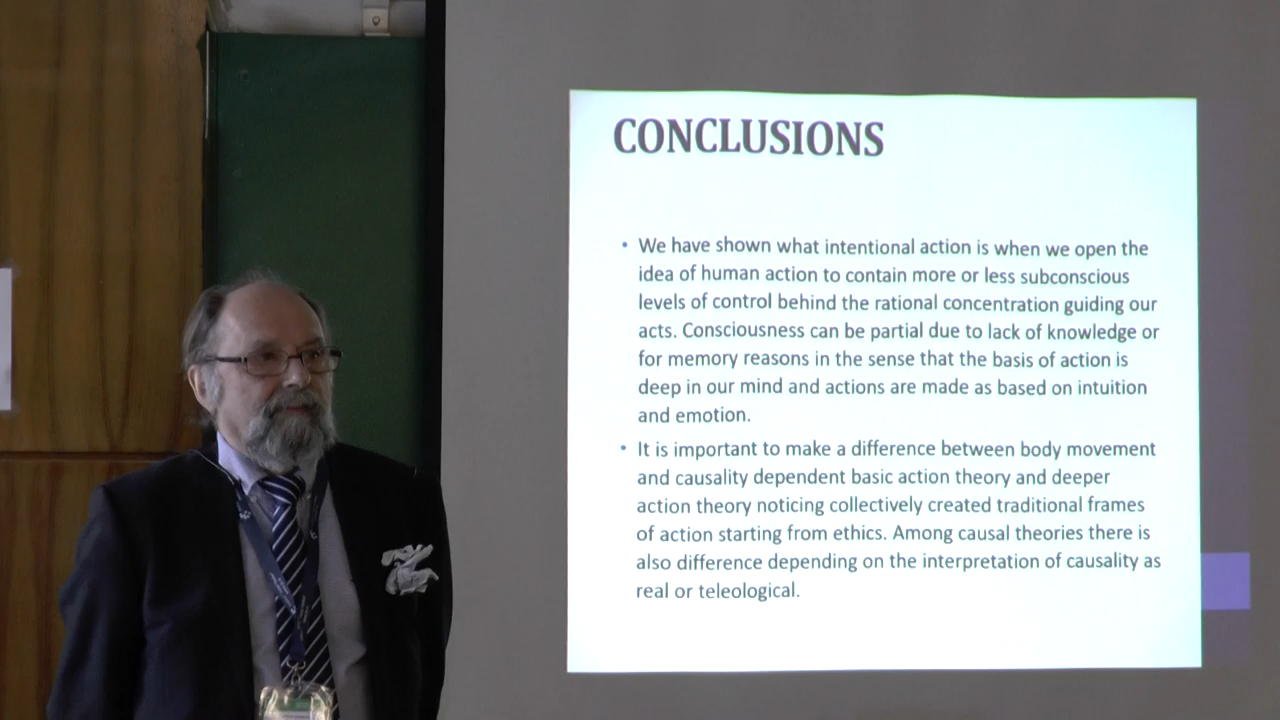 CONCLUSIONS
• We have shown what intentional action is when we open the
idea of human action to contain more or less subconscious
levels of control behind the rational concentration guiding our
acts. Consciousness can be partial due to lack of knowledge or
for memory reasons in the sense that the basis of action is
deep in our mind and actions are made as based on intuition
and emotion.
• It is important to make a difference between body movement
and causality dependent basic action theory and deeper
action theory noticing collectively created traditional frames
of action starting from ethics. Among causal theories there is
also difference depending on the interpretation of causality as
real or teleological.